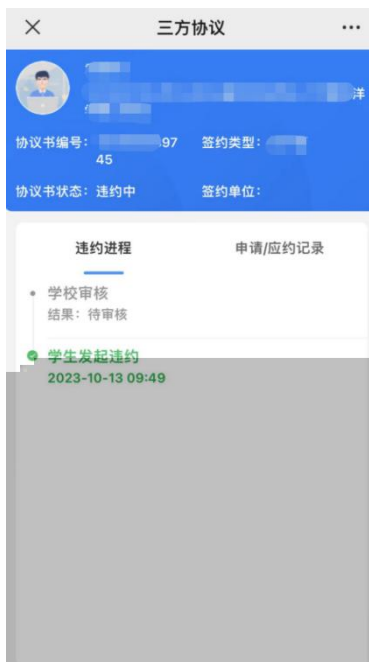 三方协议
洋
协议书编号： 97
45
签约类型：
协议书状态：违约中
签约单位：
违约进程
申请/应约记录
学校审核
结果：待审核
学生发起违约
2023-10-13 09:49